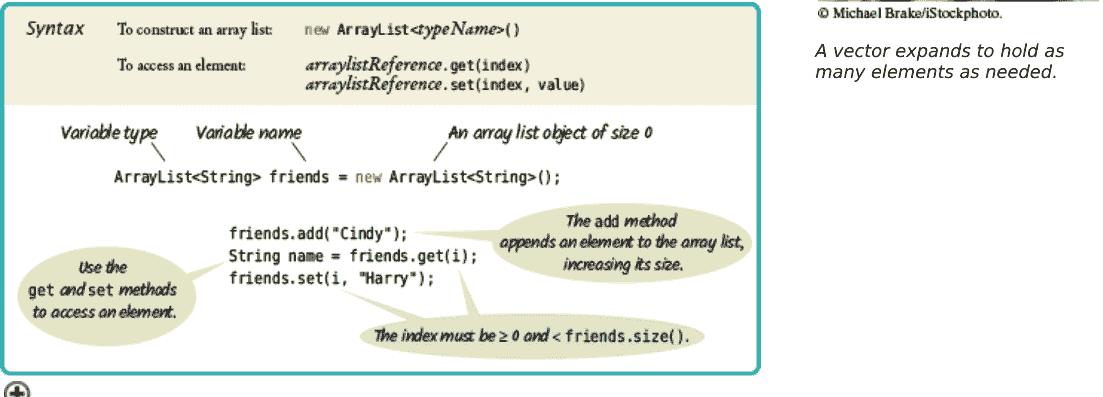 Syntax To construct an array list: new ArrayList<typeName>()
To access an element: arraylistReference.get(index)
arraylistReference.set(index, value)
Variable type Variable name An array list object of size 0
ArrayList<String> friends = new ArrayList<String>();
friends.add("Cindy");
String name = friends.get(i);
friends.set(i, "Harry");
The add method
appends an element to the array list,
increasing its size.
Use the
get and set methods
to access an element.
The index must be ≥ 0 and < friends.size().
© Michael Brake/iStockphoto.
A vector expands to hold as
many elements as needed.